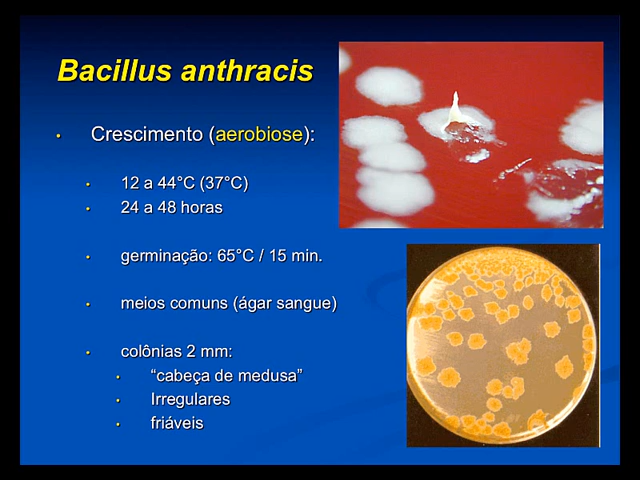 Bacillus anthracis
• Crescimento (aerobiose):
• 12 a 44°C (37°C)
• 24 a 48 horas
• germinação: 65°C / 15 min.
• meios comuns (ágar sangue)
• colônias 2 mm:
• “cabeça de medusa”
• Irregulares
• friáveis